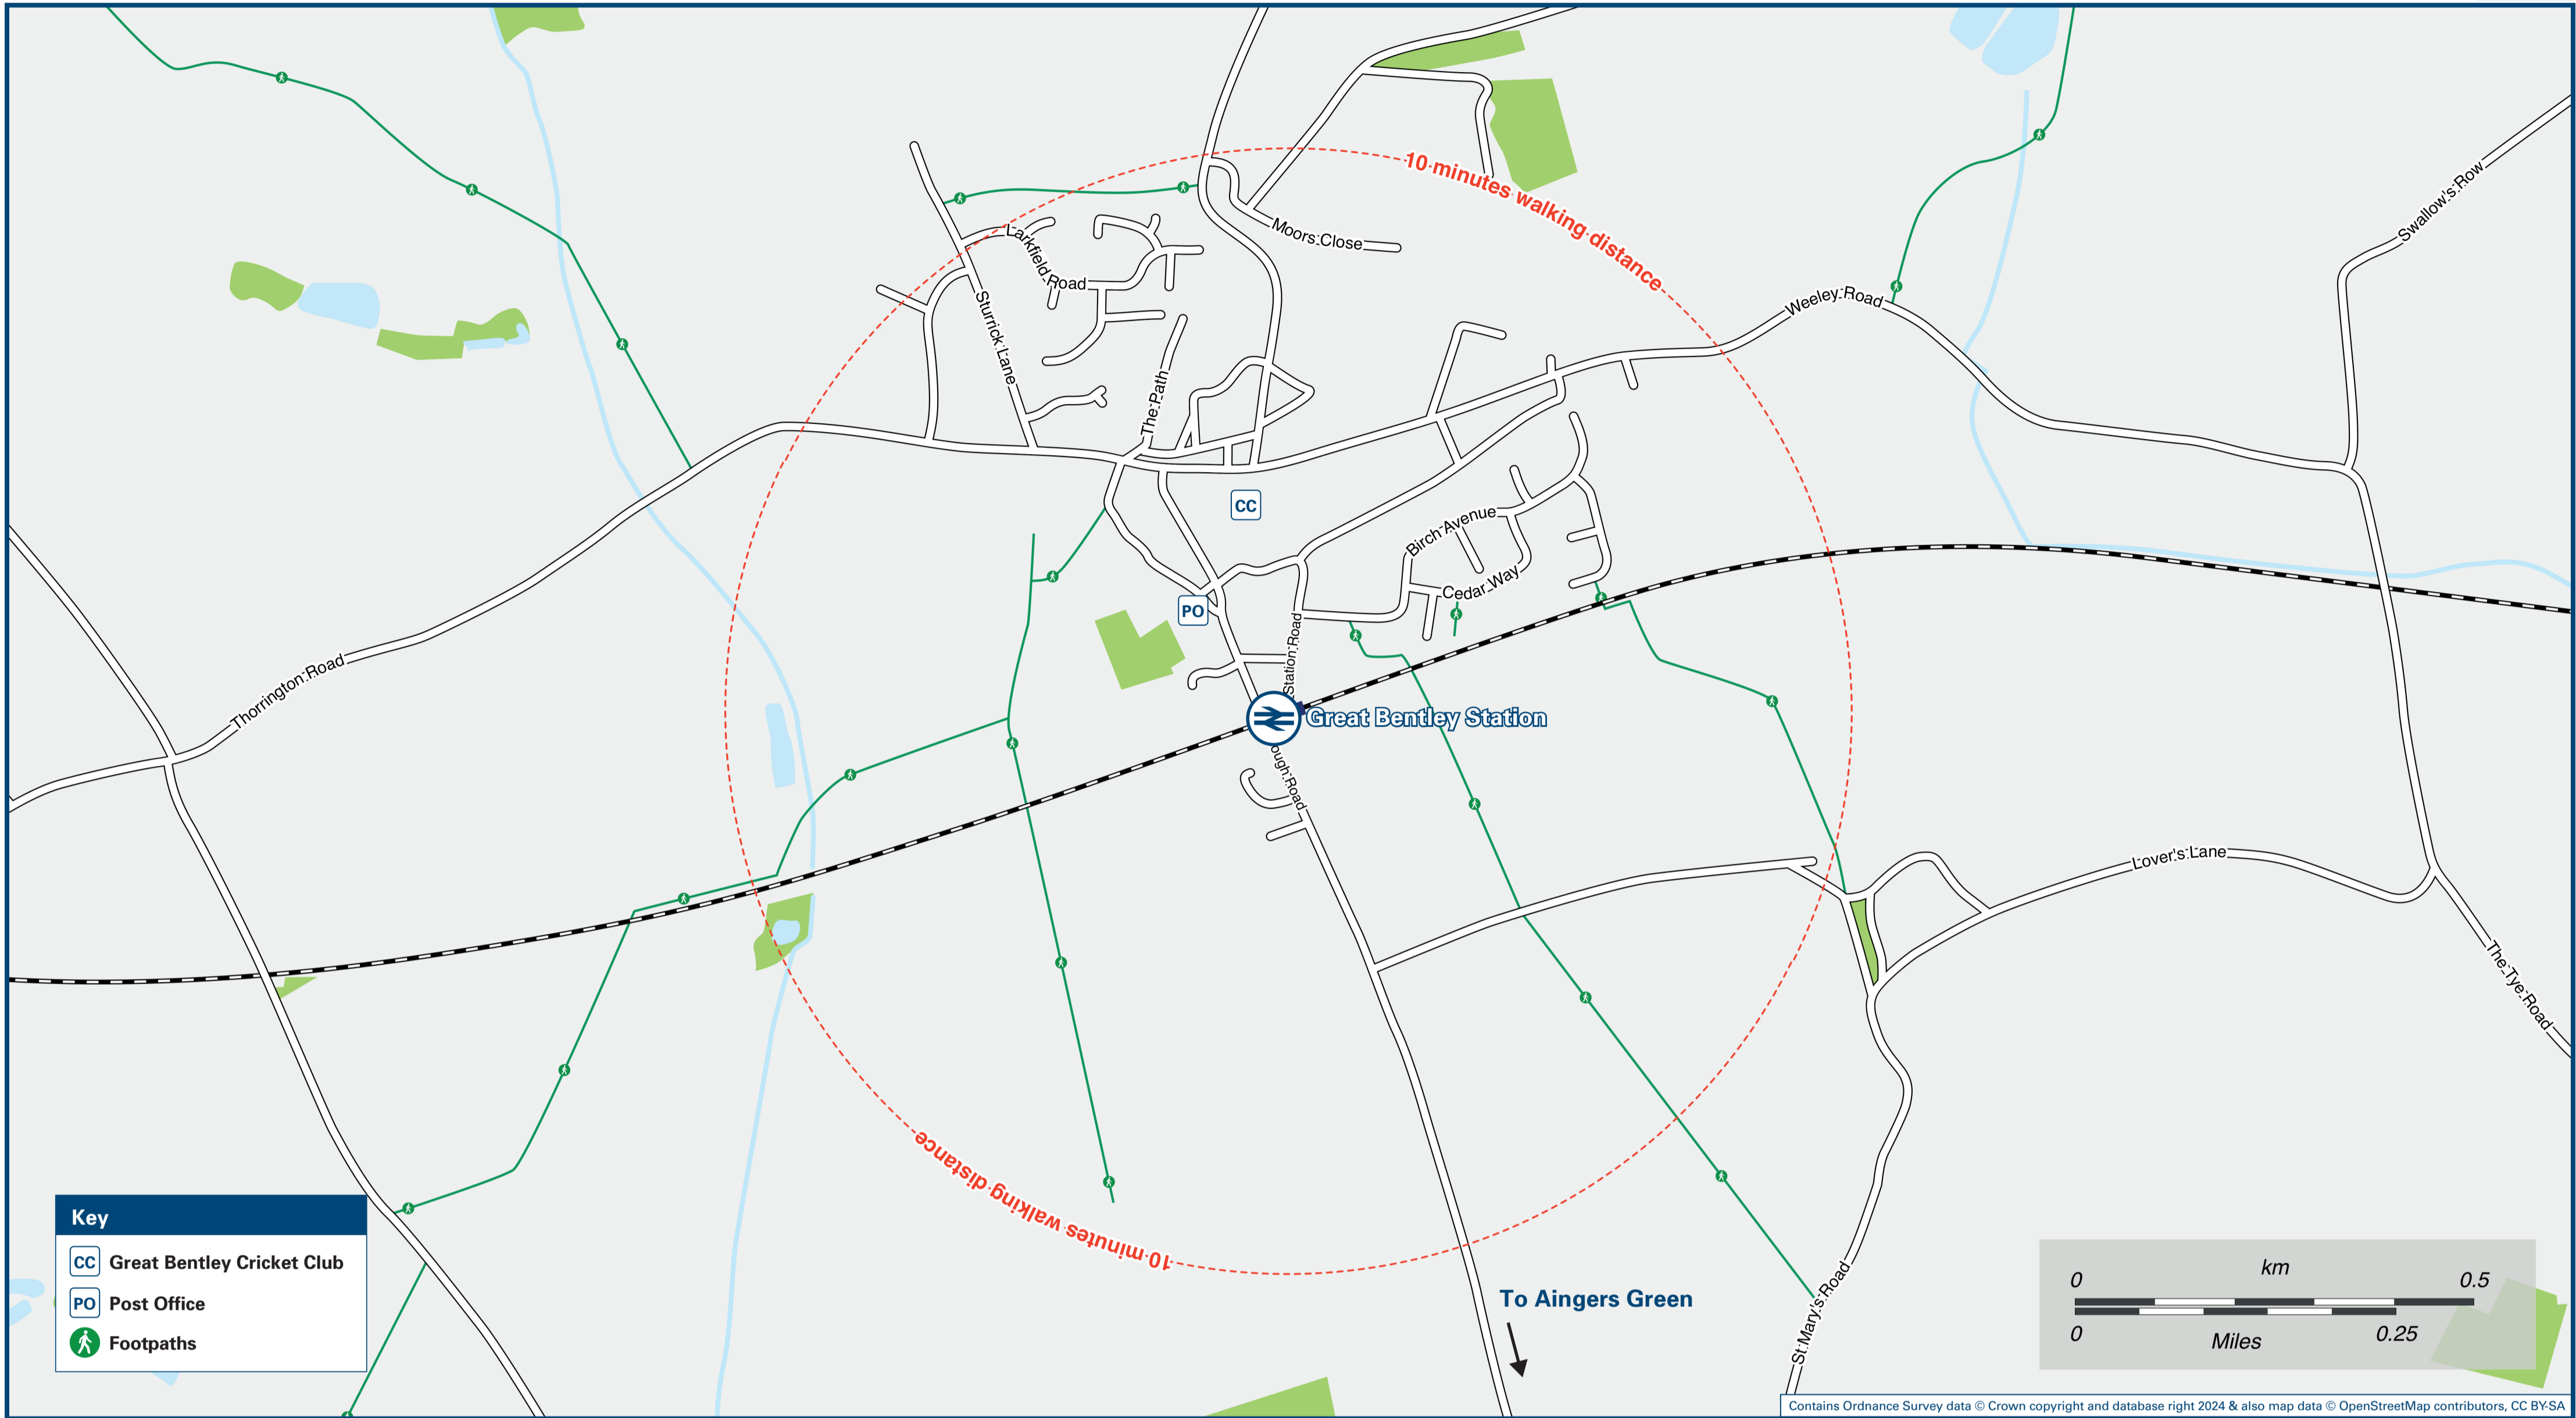 10 minutes walking distance
Moors Close
Larkfield Road
Sturrick Lane
The Path
Weeley Road
Swallow's Row
CC
Birch Avenue
Cedar Way
PO
Station Road
Thorrington Road
Great Bentley Station
ough Road
Lover's Lane
The Tye Road
10 minutes walking distance
To Aingers Green
St Mary's Road
Key
CC Great Bentley Cricket Club
PO Post Office
Footpaths
km
0 0.5
0 0.25
Miles
Contains Ordnance Survey data © Crown copyright and database right 2024 & also map data © OpenStreetMap contributors, CC BY-SA